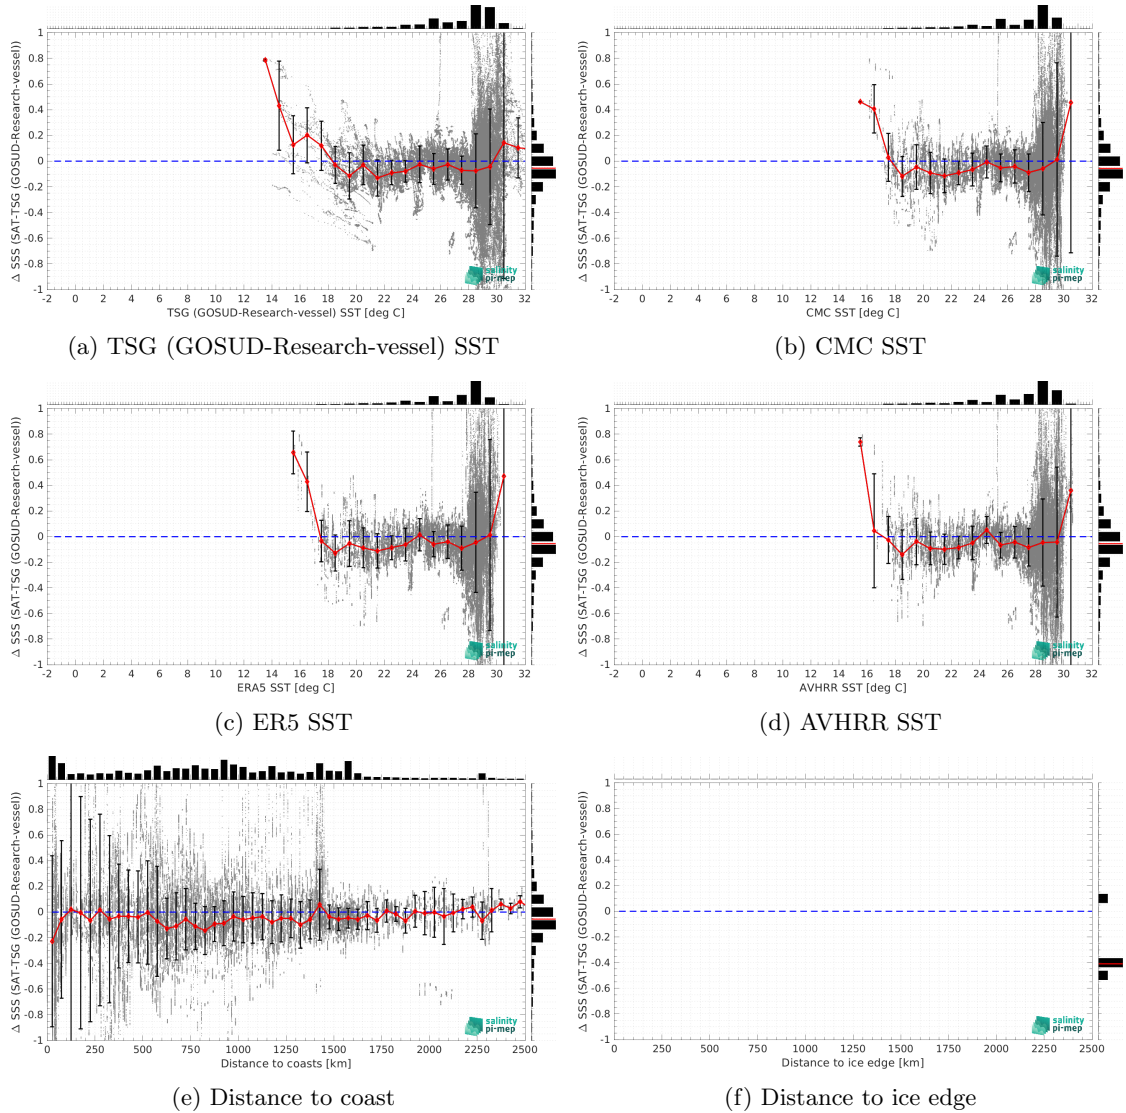 Δ SSS (SAT-TSG (GOSUD-Research-vessel))
1
0.8
0.6
0.4
0.2
0
-0.2
-0.4
-0.6
-0.8
-1
salinity
pi-mep
-2 0 2 4 6 8 10 12 14 16 18 20 22 24 26 28 30 32
TSG (GOSUD-Research-vessel) SST [deg C]
(a) TSG (GOSUD-Research-vessel) SST
Δ SSS (SAT-TSG (GOSUD-Research-vessel))
1
0.8
0.6
0.4
0.2
0
-0.2
-0.4
-0.6
-0.8
-1
salinity
pi-mep
-2 0 2 4 6 8 10 12 14 16 18 20 22 24 26 28 30 32
CMC SST [deg C]
(b) CMC SST
Δ SSS (SAT-TSG (GOSUD-Research-vessel))
1
0.8
0.6
0.4
0.2
0
-0.2
-0.4
-0.6
-0.8
-1
salinity
pi-mep
-2 0 2 4 6 8 10 12 14 16 18 20 22 24 26 28 30 32
ERA5 SST [deg C]
(c) ER5 SST
Δ SSS (SAT-TSG (GOSUD-Research-vessel))
1
0.8
0.6
0.4
0.2
0
-0.2
-0.4
-0.6
-0.8
-1
salinity
pi-mep
-2 0 2 4 6 8 10 12 14 16 18 20 22 24 26 28 30 32
AVHRR SST [deg C]
(d) AVHRR SST
Δ SSS (SAT-TSG (GOSUD-Research-vessel))
1
0.8
0.6
0.4
0.2
0
-0.2
-0.4
-0.6
-0.8
-1
salinity
pi-mep
0 250 500 750 1000 1250 1500 1750 2000 2250 2500
Distance to coasts [km]
(e) Distance to coast
Δ SSS (SAT-TSG (GOSUD-Research-vessel))
1
0.8
0.6
0.4
0.2
0
-0.2
-0.4
-0.6
-0.8
-1
salinity
pi-mep
0 250 500 750 1000 1250 1500 1750 2000 2250 2500
Distance to ice edge [km]
(f) Distance to ice edge